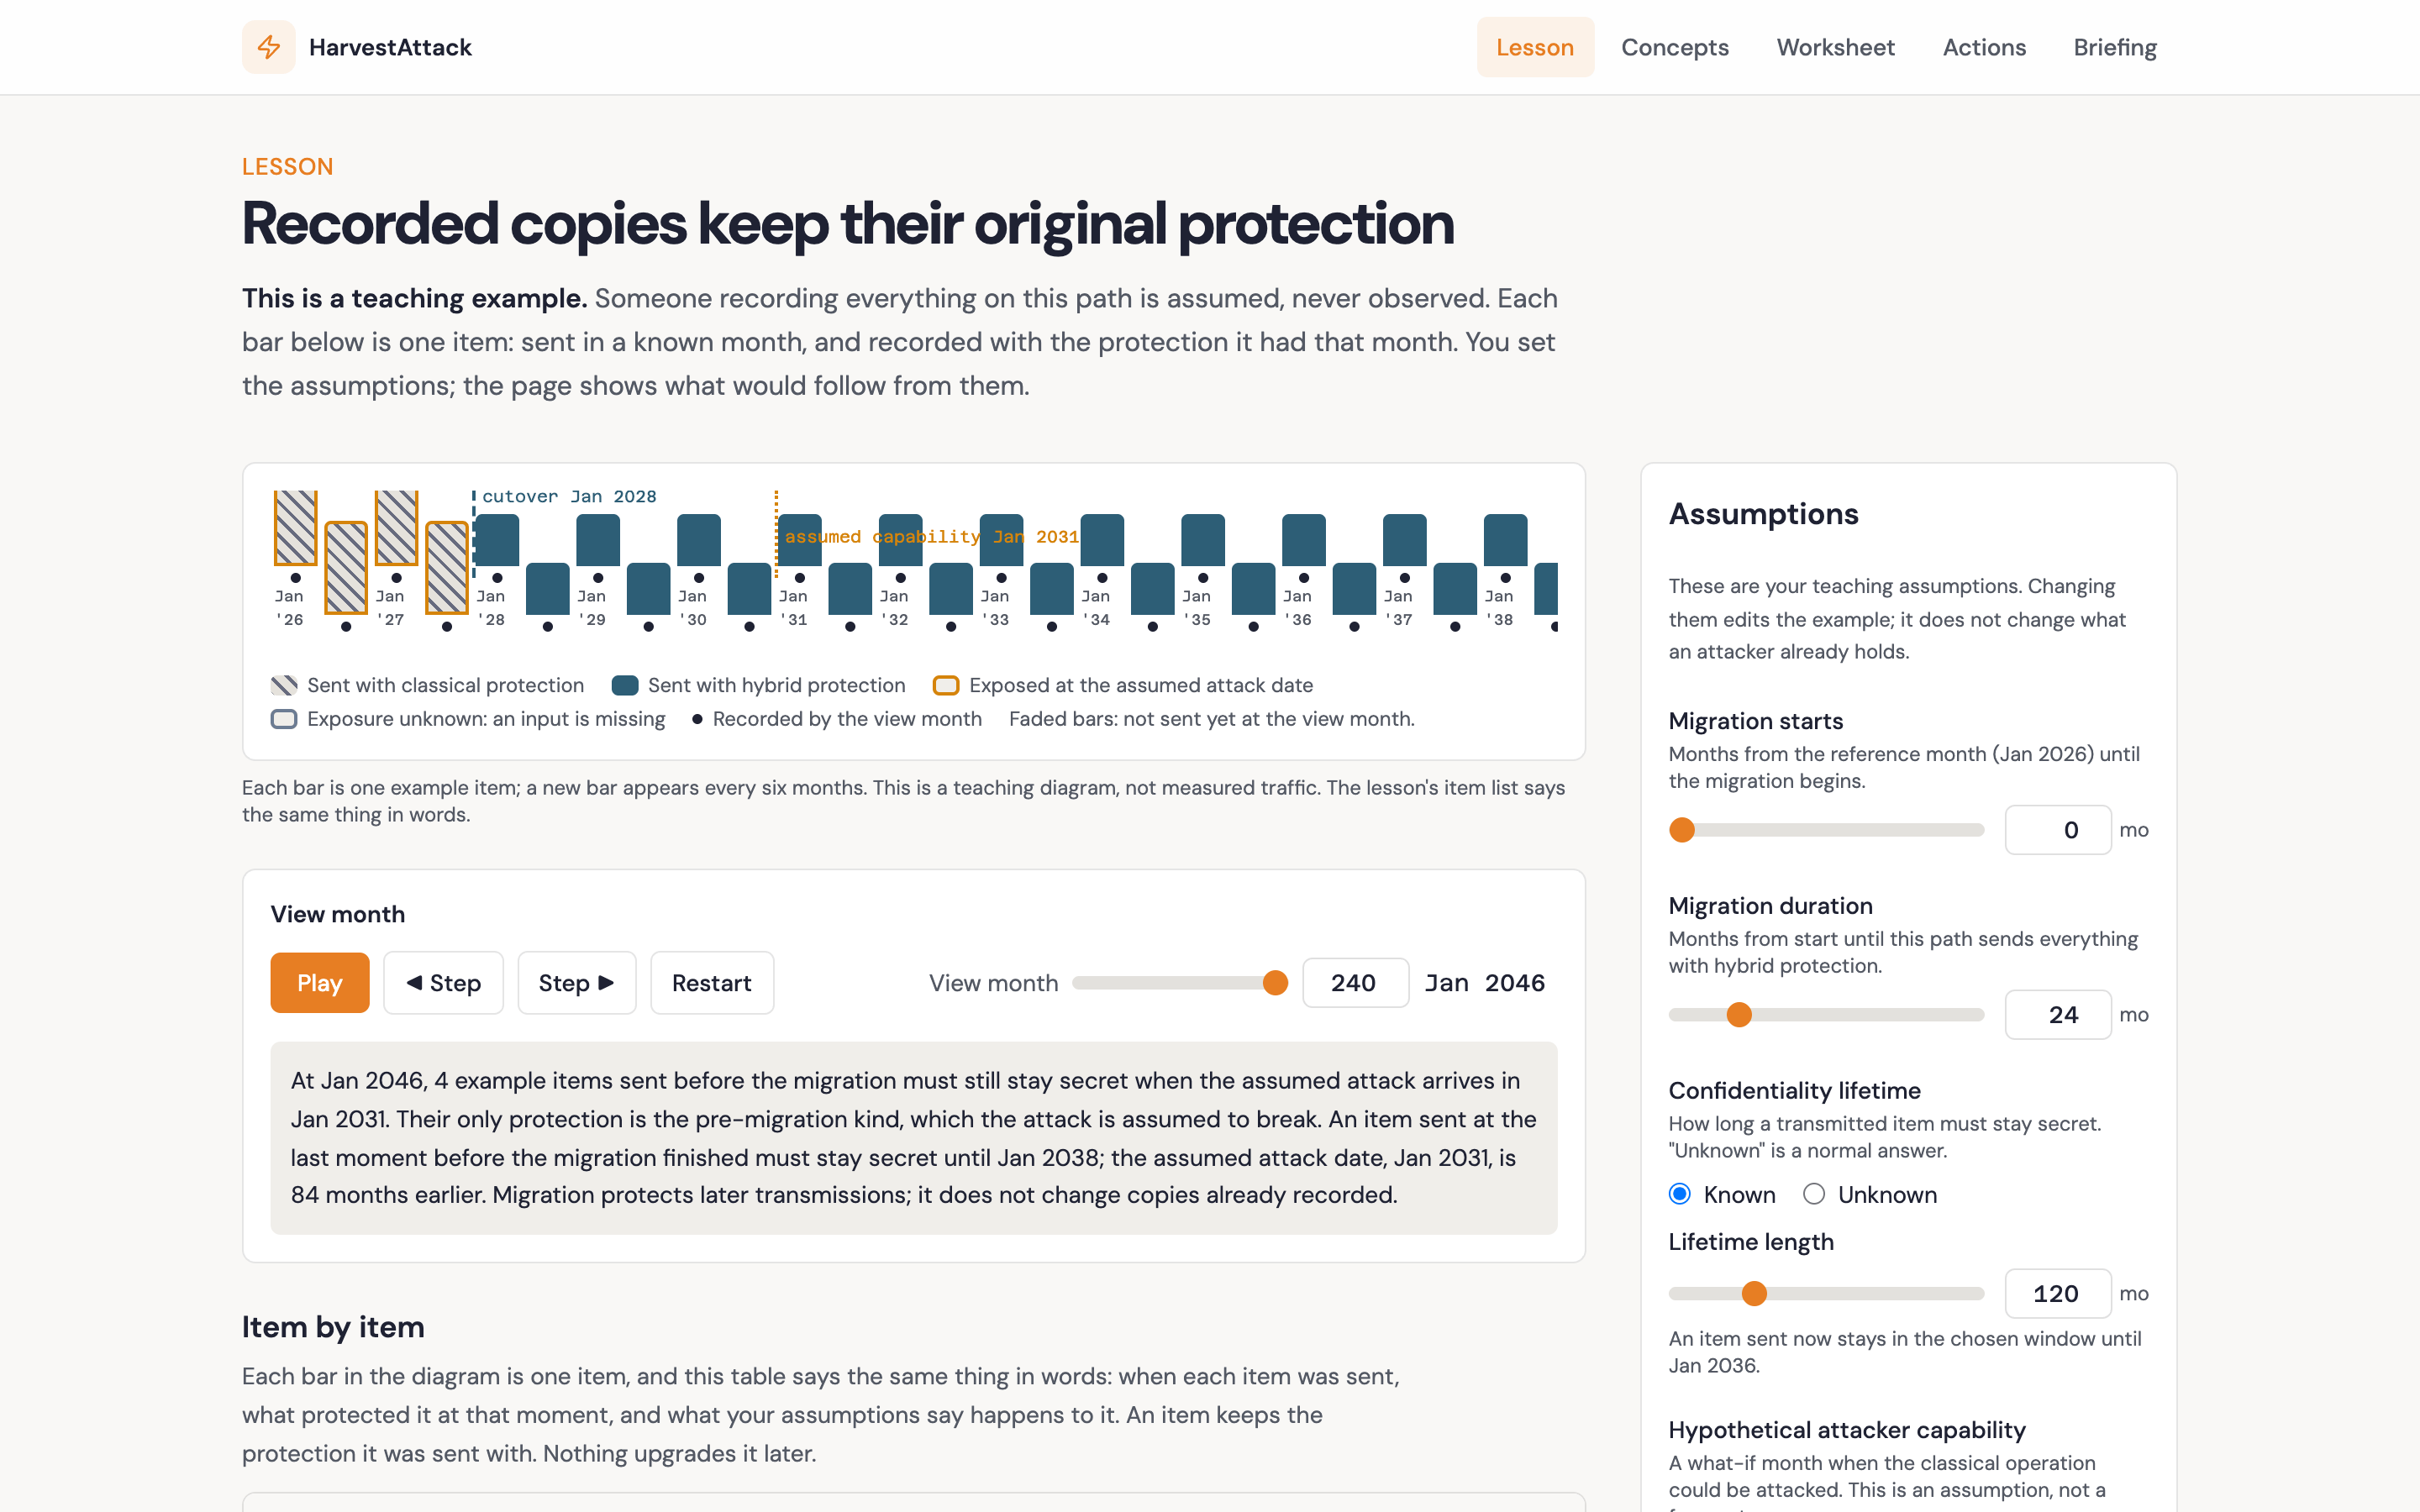 HarvestAttack
Lesson
Concepts
Worksheet
Actions
Briefing
LESSON
Recorded copies keep their original protection
This is a teaching example. Someone recording everything on this path is assumed, never observed. Each
bar below is one item: sent in a known month, and recorded with the protection it had that month. You set
the assumptions; the page shows what would follow from them.
cutover Jan 2028
assumed capability Jan 2031
Jan '26
Jan '27
Jan '28
Jan '29
Jan '30
Jan '31
Jan '32
Jan '33
Jan '34
Jan '35
Jan '36
Jan '37
Jan '38
Sent with classical protection
Sent with hybrid protection
Exposed at the assumed attack date
Exposure unknown: an input is missing
Recorded by the view month
Faded bars: not sent yet at the view month.
Each bar is one example item; a new bar appears every six months. This is a teaching diagram, not measured traffic. The lesson's item list says
the same thing in words.
View month
Play
◀ Step
Step ▶
Restart
View month
240
Jan 2046
At Jan 2046, 4 example items sent before the migration must still stay secret when the assumed attack arrives in
Jan 2031. Their only protection is the pre-migration kind, which the attack is assumed to break. An item sent at the
last moment before the migration finished must stay secret until Jan 2038; the assumed attack date, Jan 2031, is
84 months earlier. Migration protects later transmissions; it does not change copies already recorded.
Item by item
Each bar in the diagram is one item, and this table says the same thing in words: when each item was sent,
what protected it at that moment, and what your assumptions say happens to it. An item keeps the
protection it was sent with. Nothing upgrades it later.
Assumptions
These are your teaching assumptions. Changing
them edits the example; it does not change what
an attacker already holds.
Migration starts
Months from the reference month (Jan 2026) until
the migration begins.
0
mo
Migration duration
Months from start until this path sends everything
with hybrid protection.
24
mo
Confidentiality lifetime
How long a transmitted item must stay secret.
"Unknown" is a normal answer.
Known
Unknown
Lifetime length
120
mo
An item sent now stays in the chosen window until
Jan 2036.
Hypothetical attacker capability
A what-if month when the classical operation
could be attacked. This is an assumption, not a